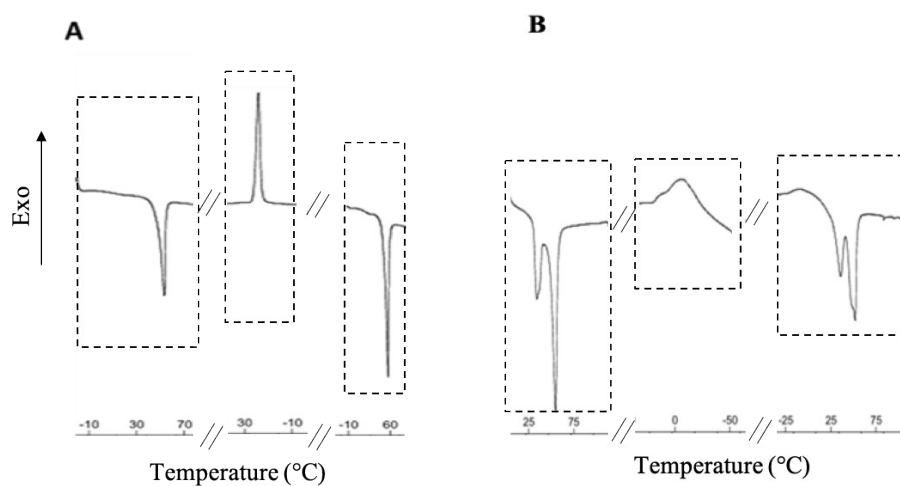 A
B
Exo
-10 30 70 // 30 -10 // -10 60
25 75 // 0 -50 // -25 25 75
Temperature (°C)
Temperature (°C)